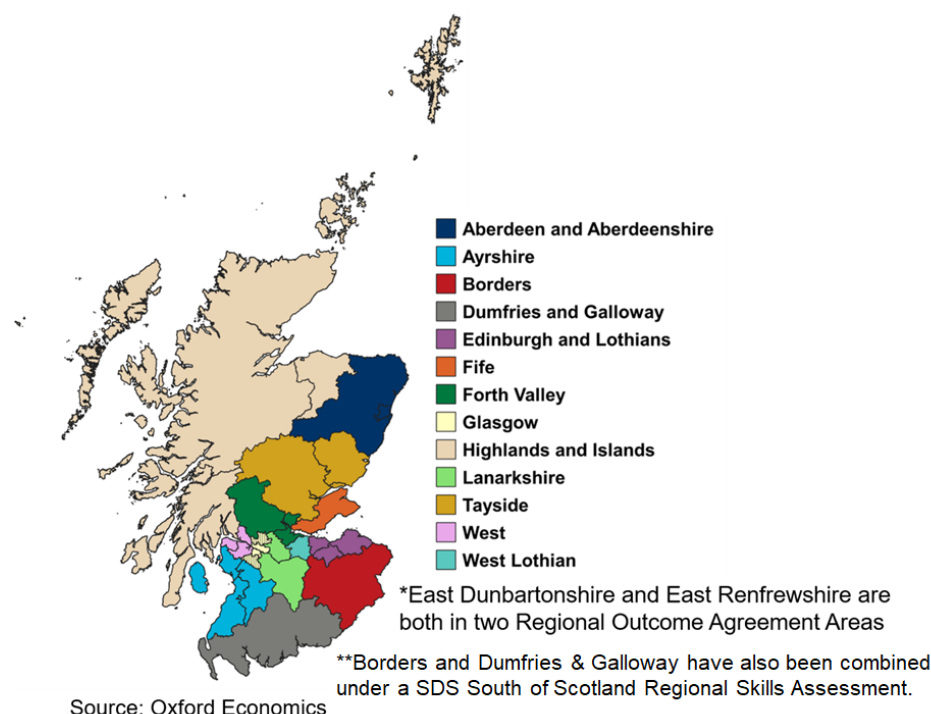 Aberdeen and Aberdeenshire
Ayrshire
Borders
Dumfries and Galloway
Edinburgh and Lothians
Fife
Forth Valley
Glasgow
Highlands and Islands
Lanarkshire
Tayside
West
West Lothian
*East Dunbartonshire and East Renfrewshire are
both in two Regional Outcome Agreement Areas
**Borders and Dumfries & Galloway have also been combined
under a SDS South of Scotland Regional Skills Assessment.
Source: Oxford Economics